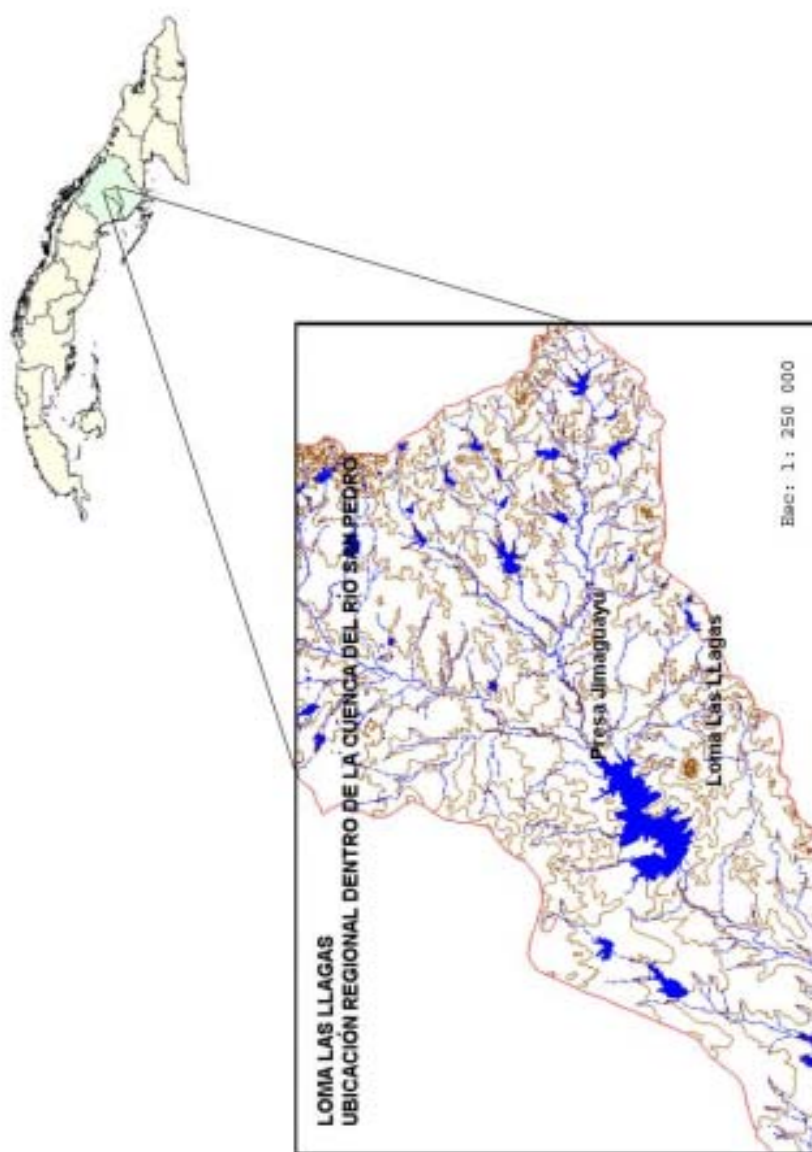 LOMA LAS LLAGAS
UBICACIÓN REGIONAL DENTRO DE LA CUENCA DEL RIO SAN PEDRO
Presa Jimaguayú
Loma Las LLagas
Esc: 1: 250 000